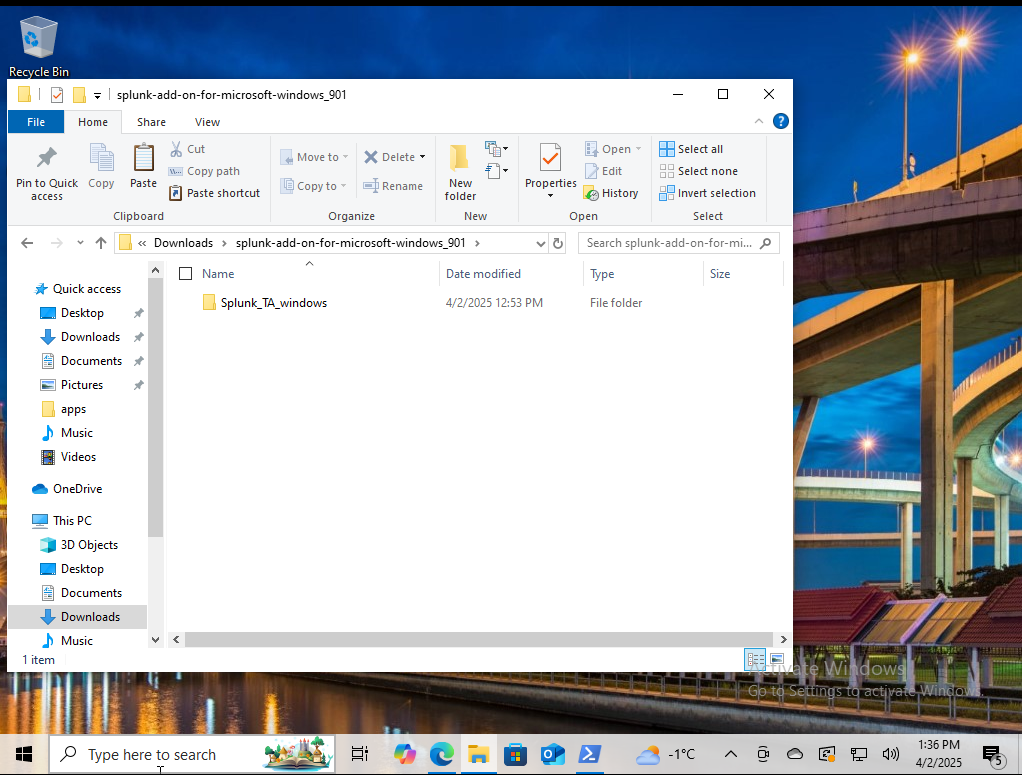 Recycle Bin
splunk-add-on-for-microsoft-windows_901
File Home Share View
Pin to Quick access
Copy
Paste
Cut
Copy path
Paste shortcut
Move to
Copy to
Delete
Rename
New folder
Properties
Open
Edit
History
Select all
Select none
Invert selection
Clipboard Organize New Open Select
« Downloads › splunk-add-on-for-microsoft-windows_901 ›
Search splunk-add-on-for-mi...
Name Date modified Type Size
Splunk_TA_windows 4/2/2025 12:53 PM File folder
Quick access
Desktop
Downloads
Documents
Pictures
apps
Music
Videos
OneDrive
This PC
3D Objects
Desktop
Documents
Downloads
Music
1 item
Activate Windows
Go to Settings to activate Windows.
Type here to search
-1°C
1:36 PM
4/2/2025
5